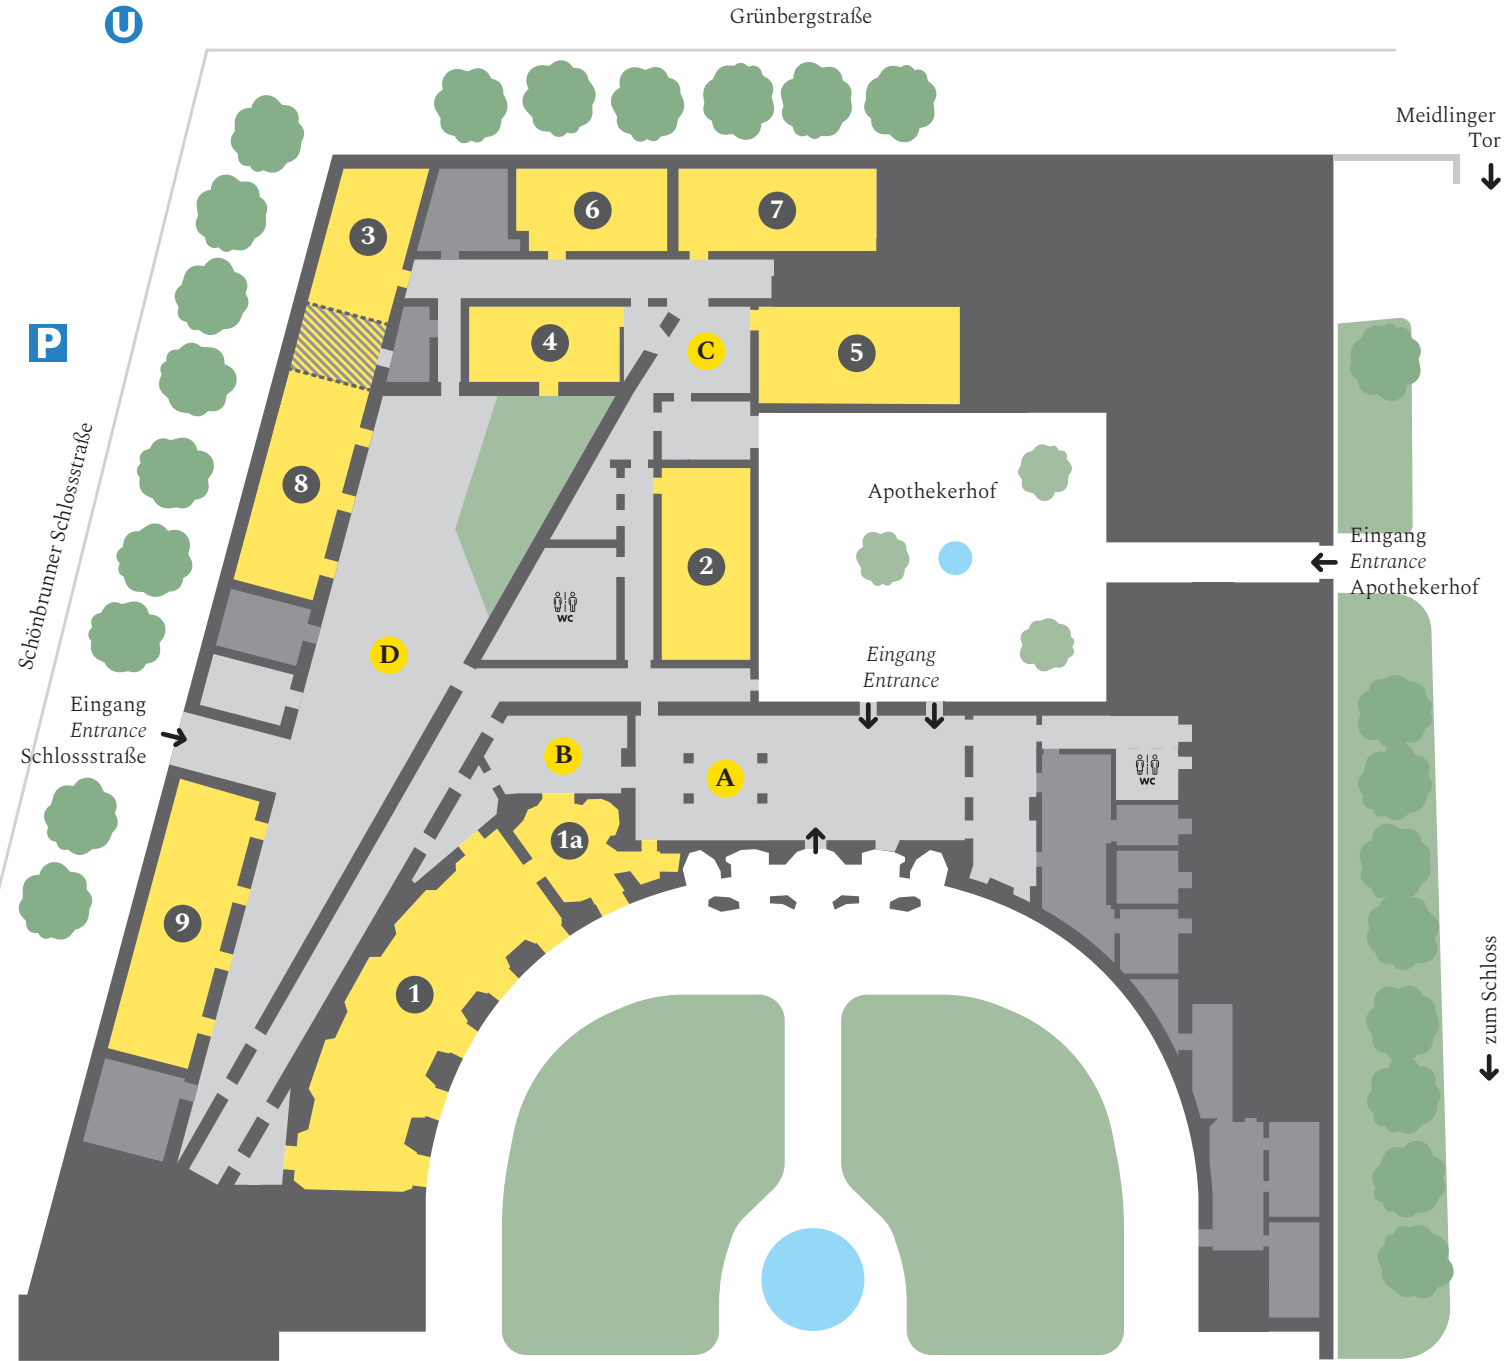 U
Grünbergstraße
Meidlinger
Tor
3
6
7
P
4
C
5
Schönbrunner Schlossstraße
8
Apothekerhof
2
Eingang
Entrance
Apothekerhof
WC
D
Eingang
Entrance
Eingang
Entrance
Schlossstraße
B
A
WC
1a
9
1
zum Schloss